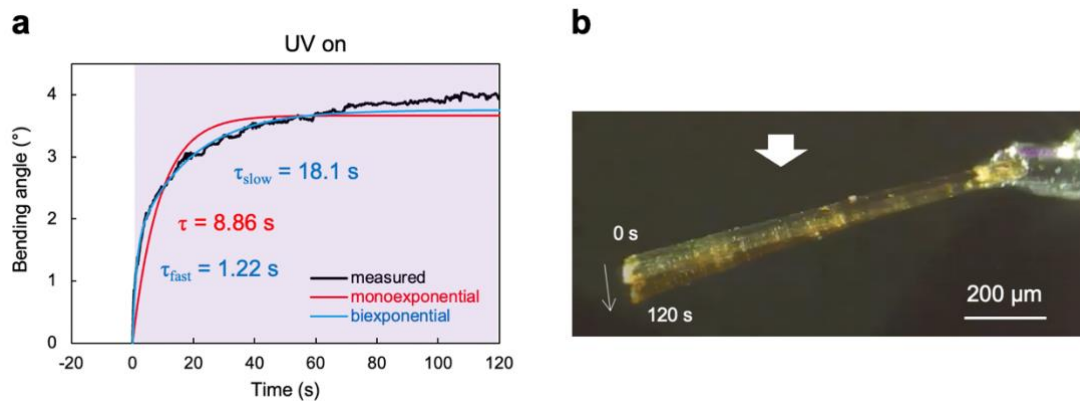 a
UV on
Bending angle (°)
4
3
2
1
0
τslow = 18.1 s
τ = 8.86 s
τfast = 1.22 s
measured
monoexponential
biexponential
-20
0
20
40
60
80
100
120
Time (s)
b
0 s
120 s
200 µm